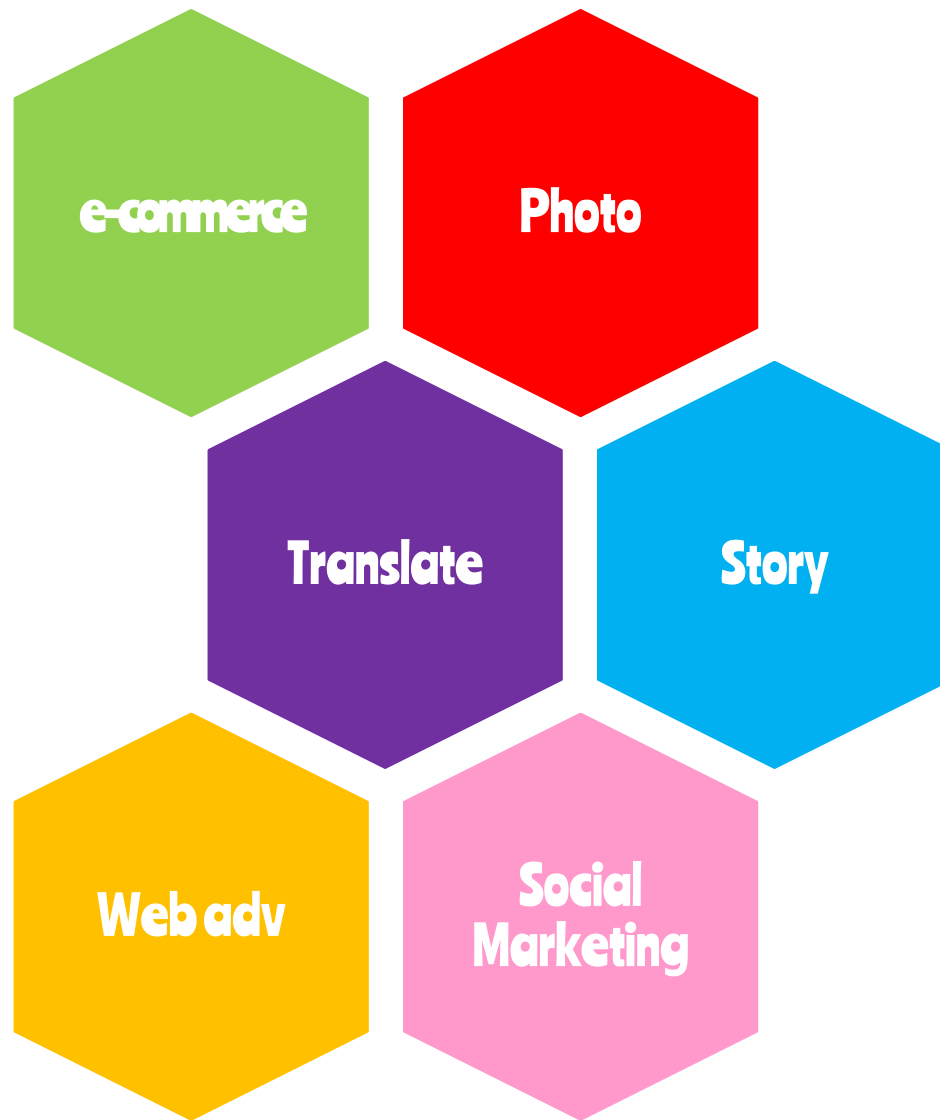 e-commerce
Photo
Translate
Story
Web adv
Social
Marketing